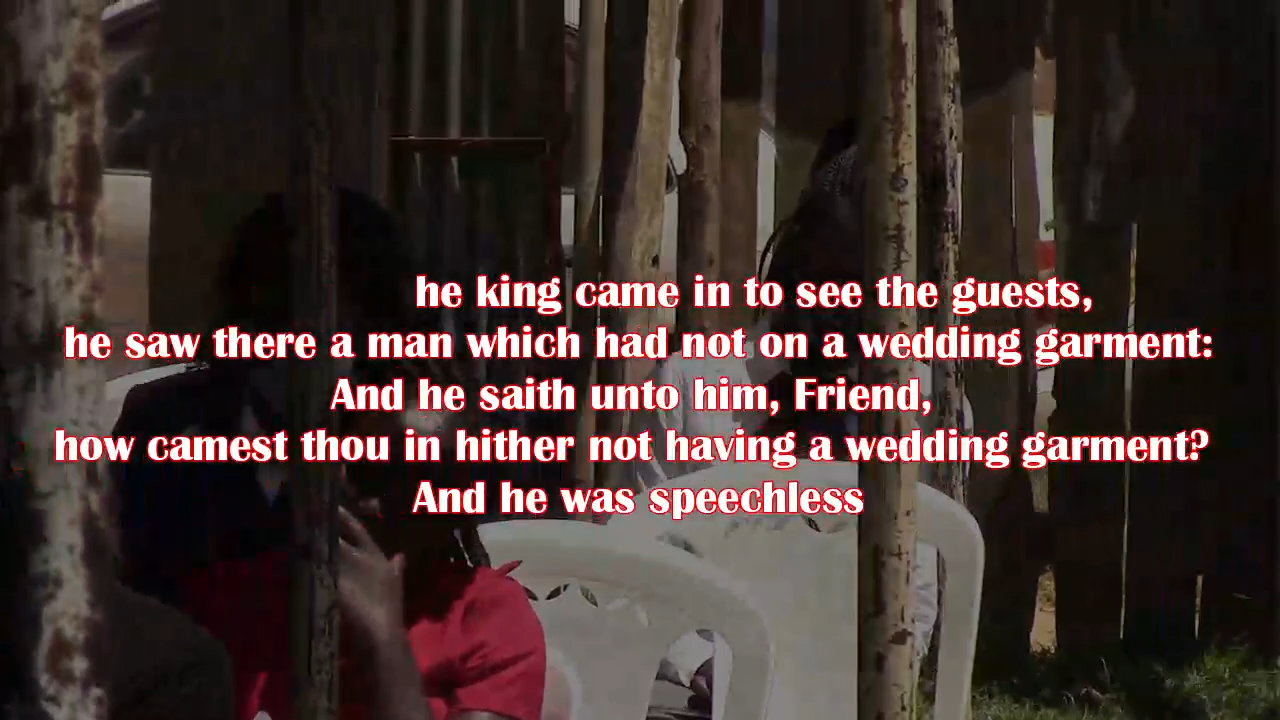 he king came in to see the guests,
he saw there a man which had not on a wedding garment:
And he saith unto him, Friend,
how camest thou in hither not having a wedding garment?
And he was speechless